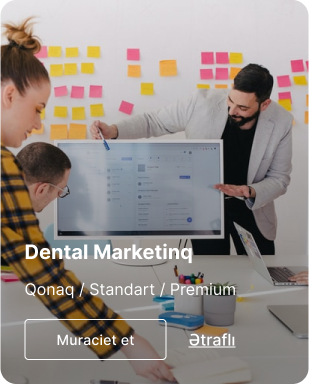 Dental Marketinq
Qonaq / Standart / Premium
Muraciet et
Ətraflı